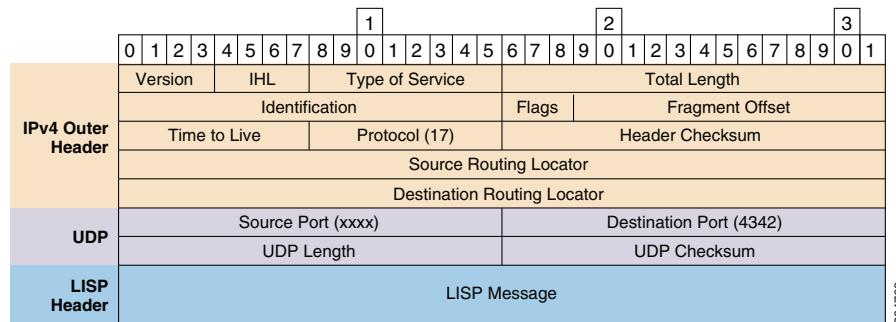 1 2 3
0 1 2 3 4 5 6 7 8 9 0 1 2 3 4 5 6 7 8 9 0 1 2 3 4 5 6 7 8 9 0 1
Version IHL Type of Service Total Length
Identification Flags Fragment Offset
IPv4 Outer Header
Time to Live Protocol (17) Header Checksum
Source Routing Locator
Destination Routing Locator
UDP
Source Port (xxxx) Destination Port (4342)
UDP Length UDP Checksum
LISP Header
LISP Message